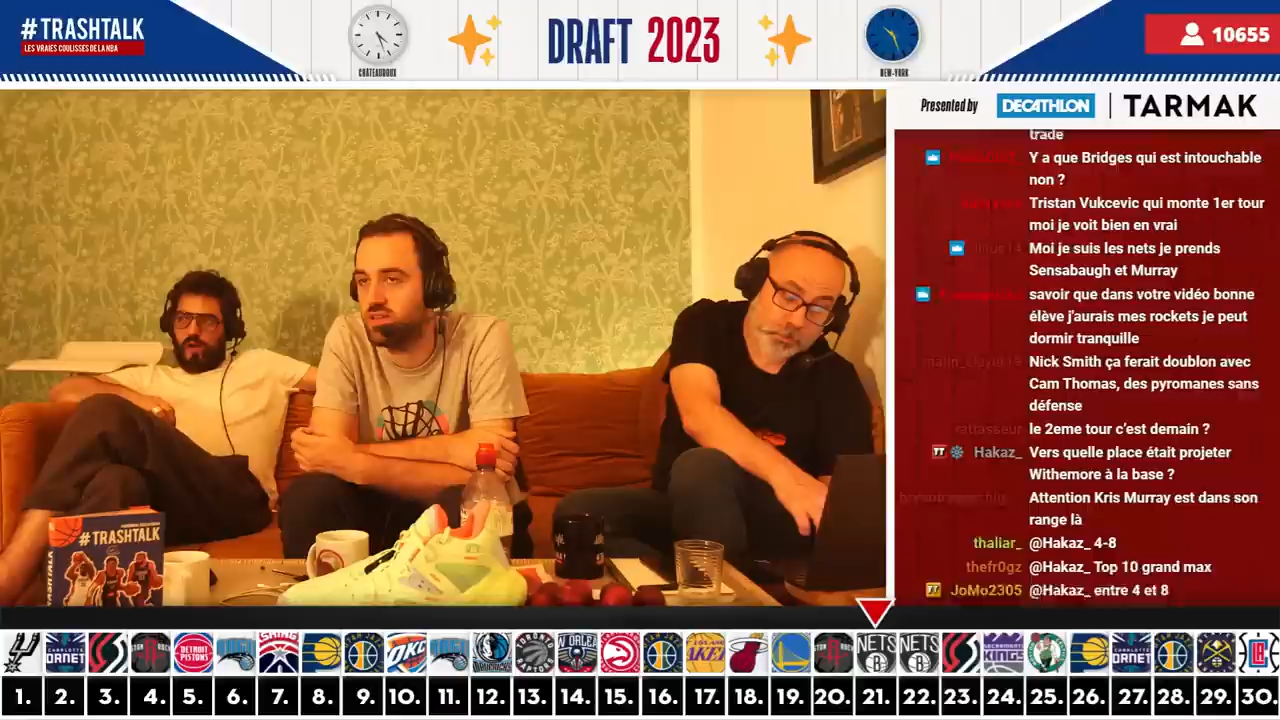 #TRASHTALK
LES VRAIES COULISSES DE LA NBA
CHÂTEAUROUX
DRAFT 2023
NEW-YORK
10655
Presented by DECATHLON | TARMAK
trade
Y a que Bridges qui est intouchable
non ?
Tristan Vukcevic qui monte 1er tour
moi je voit bien en vrai
Moi je suis les nets je prends
Sensabaugh et Murray
savoir que dans votre vidéo bonne
élève j'aurais mes rockets je peut
dormir tranquille
Nick Smith ça ferait doublon avec
Cam Thomas, des pyromanes sans
défense
rattasseur le 2eme tour c'est demain ?
TT Hakaz_ Vers quelle place était projeter
Withemore à la base ?
Attention Kris Murray est dans son
range là
thaliar_ @Hakaz_ 4-8
thefr0gz @Hakaz_ Top 10 grand max
TT JoMo2305 @Hakaz_ entre 4 et 8
#TRASHTALK
NETS NETS
1. 2. 3. 4. 5. 6. 7. 8. 9. 10. 11. 12. 13. 14. 15. 16. 17. 18. 19. 20. 21. 22. 23. 24. 25. 26. 27. 28. 29. 30.